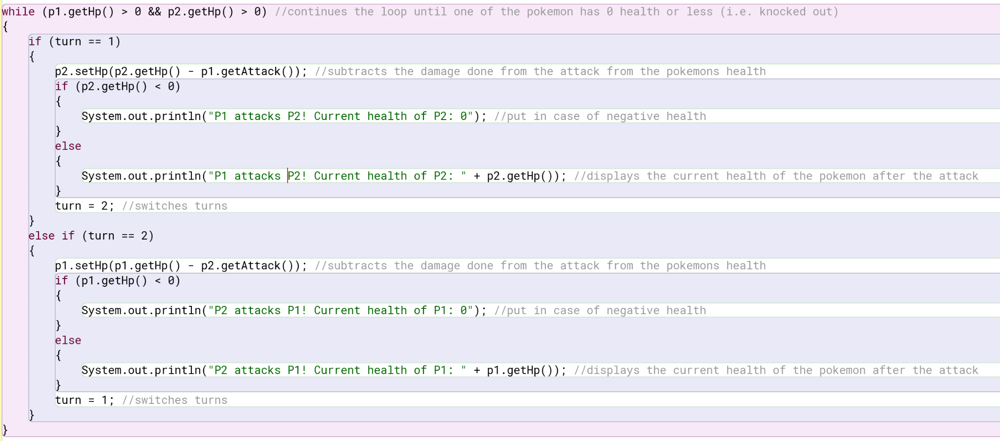 while (p1.getHp() > 0 && p2.getHp() > 0) //continues the loop until one of the pokemon has 0 health or less (i.e. knocked out)
{
    if (turn == 1)
    {
        p2.setHp(p2.getHp() - p1.getAttack()); //subtracts the damage done from the attack from the pokemons health
        if (p2.getHp() < 0)
        {
            System.out.println("P1 attacks P2! Current health of P2: 0"); //put in case of negative health
        }
        else
        {
            System.out.println("P1 attacks P2! Current health of P2: " + p2.getHp()); //displays the current health of the pokemon after the attack
        }
        turn = 2; //switches turns
    }
    else if (turn == 2)
    {
        p1.setHp(p1.getHp() - p2.getAttack()); //subtracts the damage done from the attack from the pokemons health
        if (p1.getHp() < 0)
        {
            System.out.println("P2 attacks P1! Current health of P1: 0"); //put in case of negative health
        }
        else
        {
            System.out.println("P2 attacks P1! Current health of P1: " + p1.getHp()); //displays the current health of the pokemon after the attack
        }
        turn = 1; //switches turns
    }
}